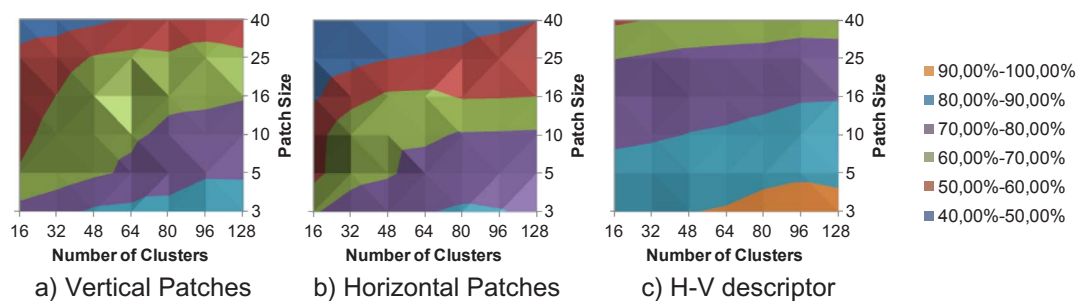 40
25
16
10
5
3
Patch Size
16 32 48 64 80 96 128
Number of Clusters
a) Vertical Patches
40
25
16
10
5
3
Patch Size
16 32 48 64 80 96 128
Number of Clusters
b) Horizontal Patches
40
25
16
10
5
3
Patch Size
16 32 48 64 80 96 128
Number of Clusters
c) H-V descriptor
90,00%-100,00%
80,00%-90,00%
70,00%-80,00%
60,00%-70,00%
50,00%-60,00%
40,00%-50,00%